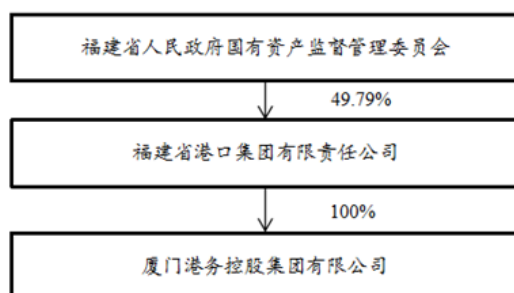 福建省人民政府国有资产监督管理委员会
49.79%
福建省港口集团有限责任公司
100%
厦门港务控股集团有限公司